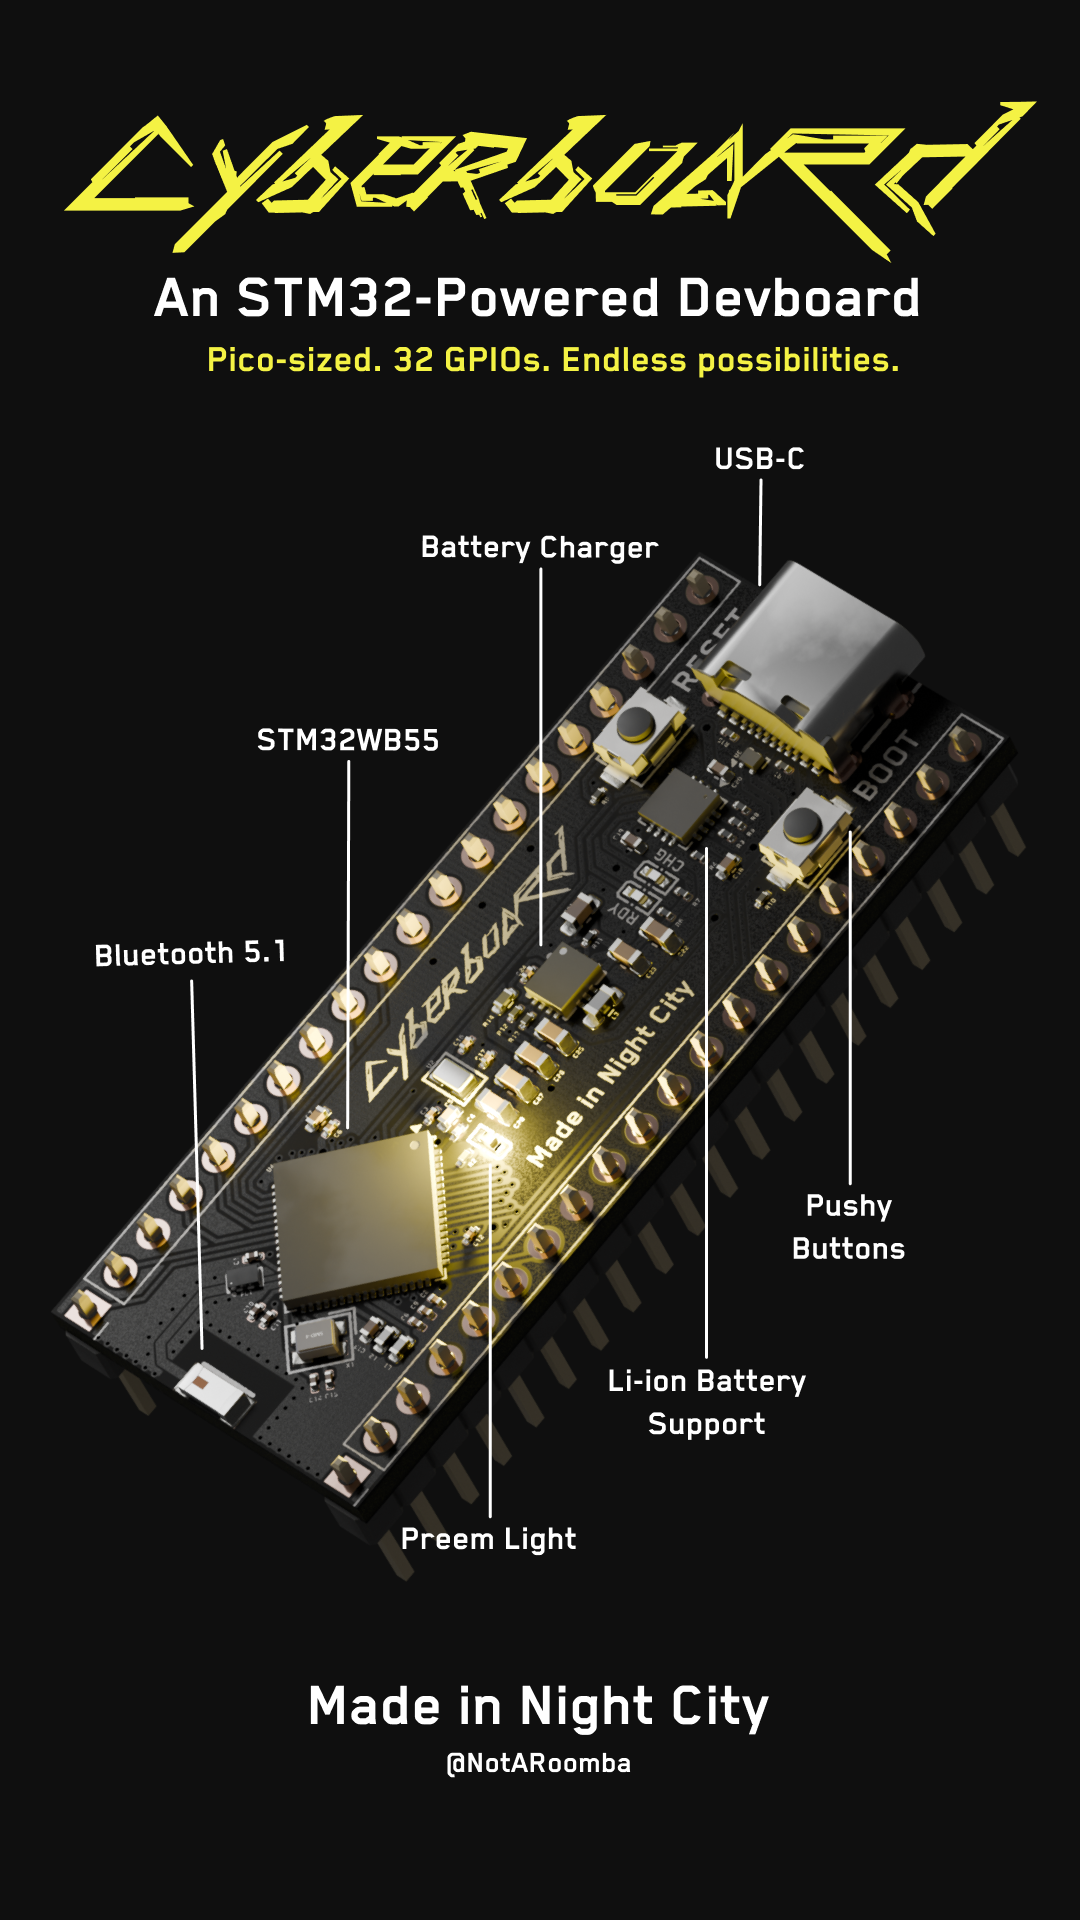 Cyberboard
An STM32-Powered Devboard
Pico-sized. 32 GPIOs. Endless possibilities.
USB-C
Battery Charger
RESET
STM32WB55
BOOT
CHG
RDY
Cyberboard
Bluetooth 5.1
Made in Night City
Pushy
Buttons
Li-ion Battery
Support
Preem Light
Made in Night City
@NotARoomba